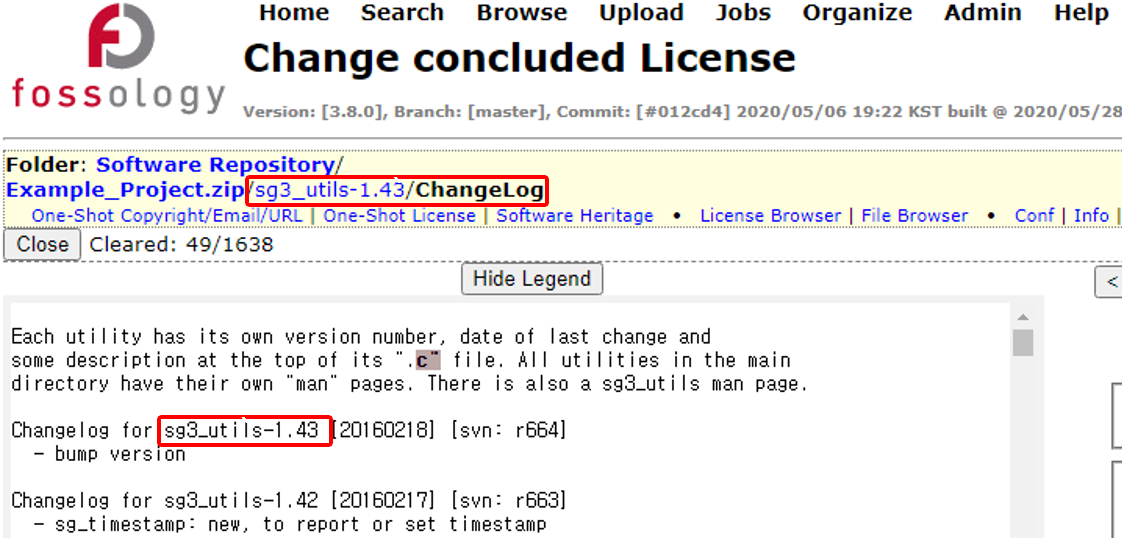 Home Search Browse Upload Jobs Organize Admin Help
fossology
Change concluded License
Version: [3.8.0], Branch: [master], Commit: [#012cd4] 2020/05/06 19:22 KST built @ 2020/05/28
Folder: Software Repository/
Example_Project.zip/sg3_utils-1.43/ChangeLog
One-Shot Copyright/Email/URL | One-Shot License | Software Heritage • License Browser | File Browser • Conf | Info |
Close Cleared: 49/1638
Hide Legend
<
Each utility has its own version number, date of last change and
some description at the top of its ".c" file. All utilities in the main
directory have their own "man" pages. There is also a sg3_utils man page.
Changelog for sg3_utils-1.43 [20160218] [svn: r664]
- bump version
Changelog for sg3_utils-1.42 [20160217] [svn: r663]
- sg_timestamp: new, to report or set timestamp